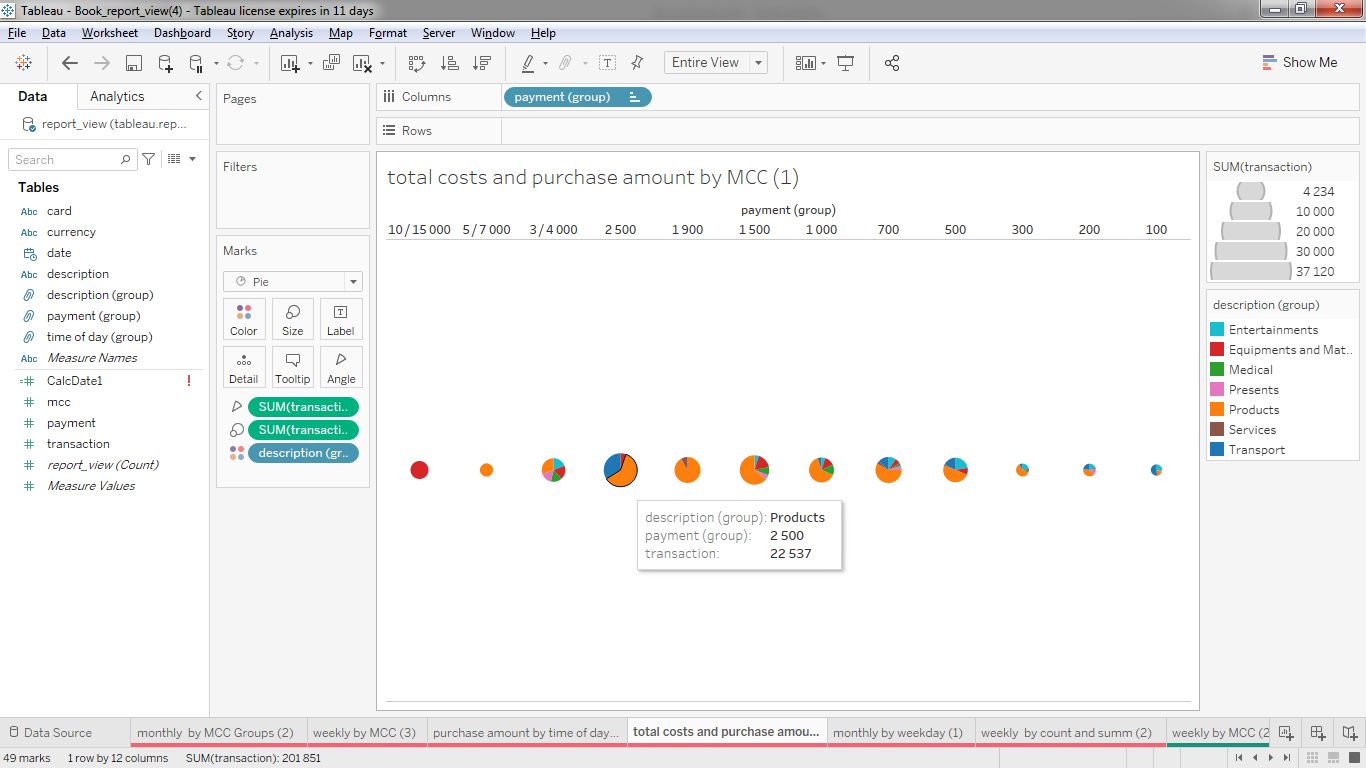 Tableau - Book_report_view(4) - Tableau license expires in 11 days
File Data Worksheet Dashboard Story Analysis Map Format Server Window Help
Entire View
Show Me
Data Analytics
report_view (tableau.rep...
Search
Tables
Abc card
Abc currency
date
Abc description
description (group)
payment (group)
time of day (group)
Abc Measure Names
=# CalcDate1 !
# mcc
# payment
# transaction
# report_view (Count)
# Measure Values
Pages
Filters
Marks
Pie
Color Size Label
Detail Tooltip Angle
SUM(transacti..
SUM(transacti..
description (gr..
Columns payment (group)
Rows
total costs and purchase amount by MCC (1)
payment (group)
10 / 15 000 5 / 7 000 3 / 4 000 2 500 1 900 1 500 1 000 700 500 300 200 100
description (group): Products
payment (group): 2 500
transaction: 22 537
SUM(transaction)
4 234
10 000
20 000
30 000
37 120
description (group)
Entertainments
Equipments and Mat..
Medical
Presents
Products
Services
Transport
Data Source monthly by MCC Groups (2) weekly by MCC (3) purchase amount by time of day... total costs and purchase amou... monthly by weekday (1) weekly by count and summ (2) weekly by MCC (2
49 marks 1 row by 12 columns SUM(transaction): 201 851